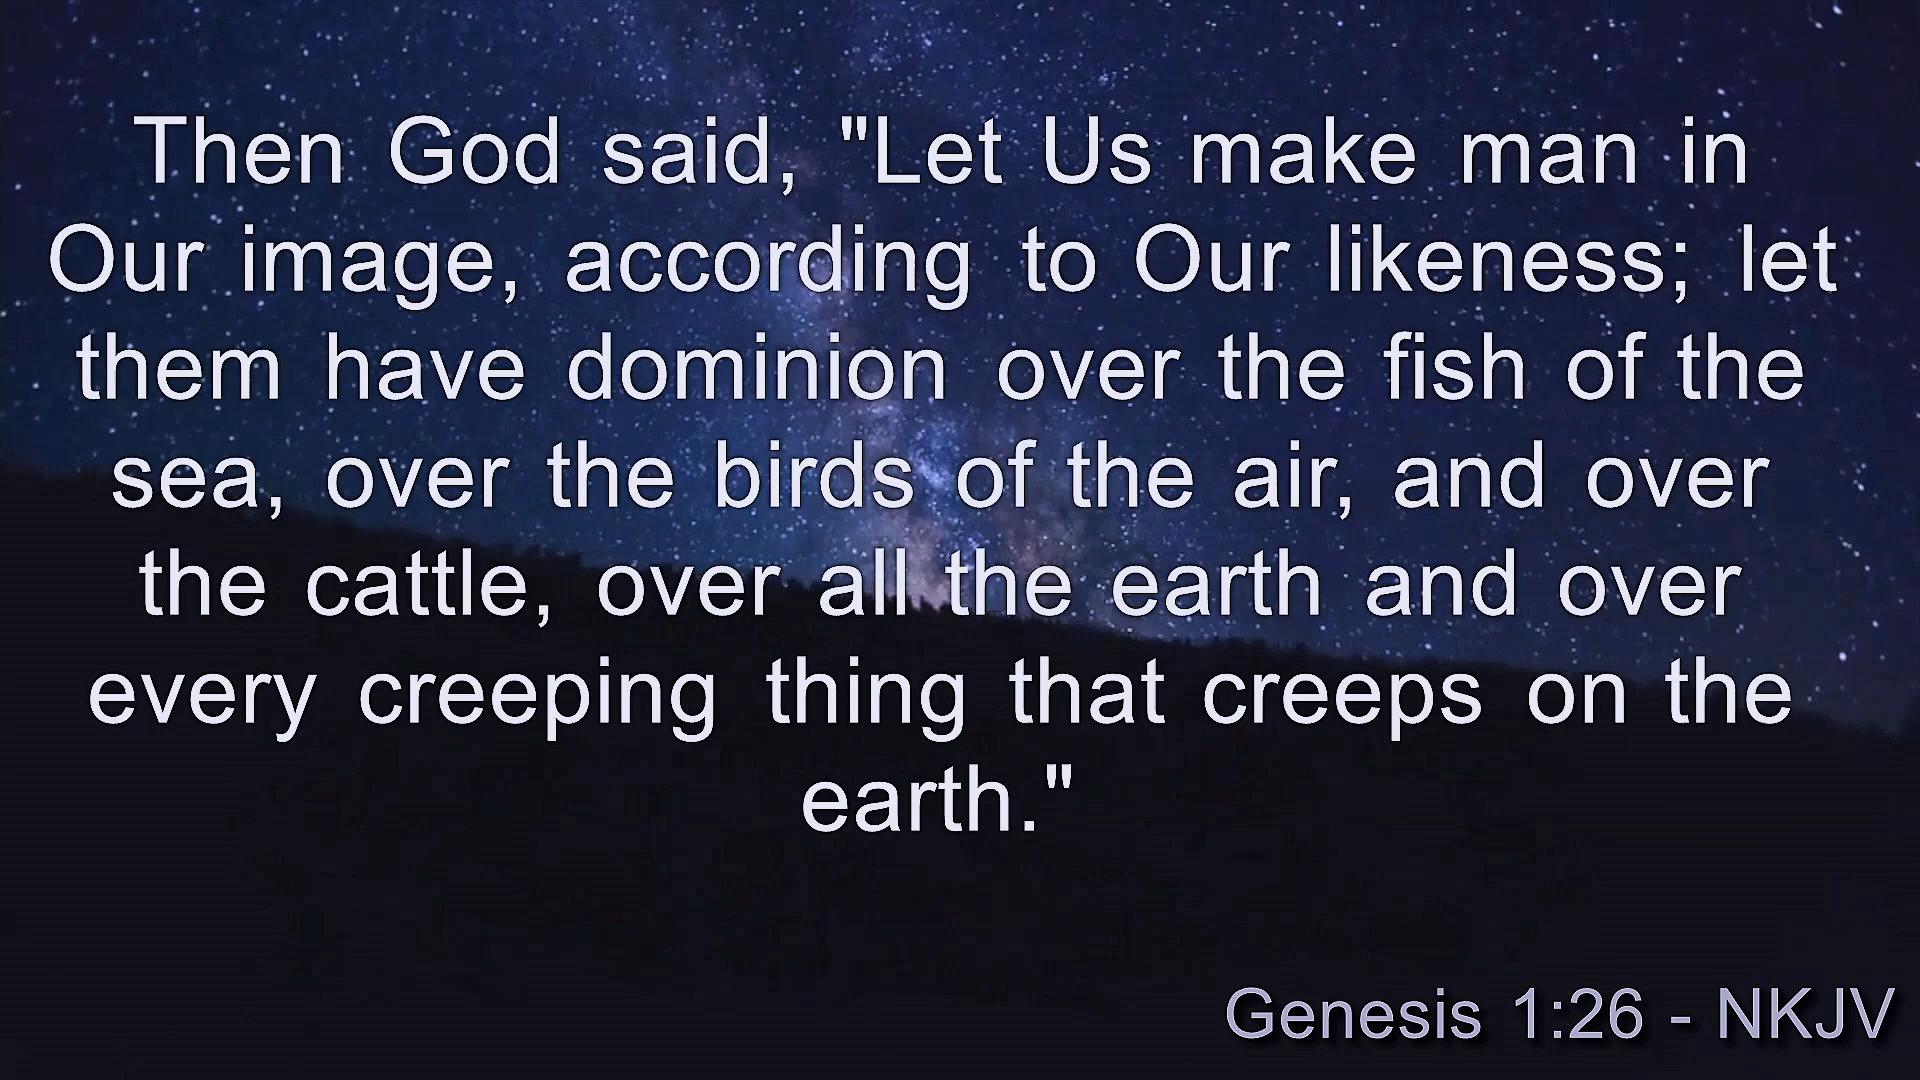 Then God said, "Let Us make man in
Our image, according to Our likeness; let
them have dominion over the fish of the
sea, over the birds of the air, and over
the cattle, over all the earth and over
every creeping thing that creeps on the
earth."
Genesis 1:26 - NKJV